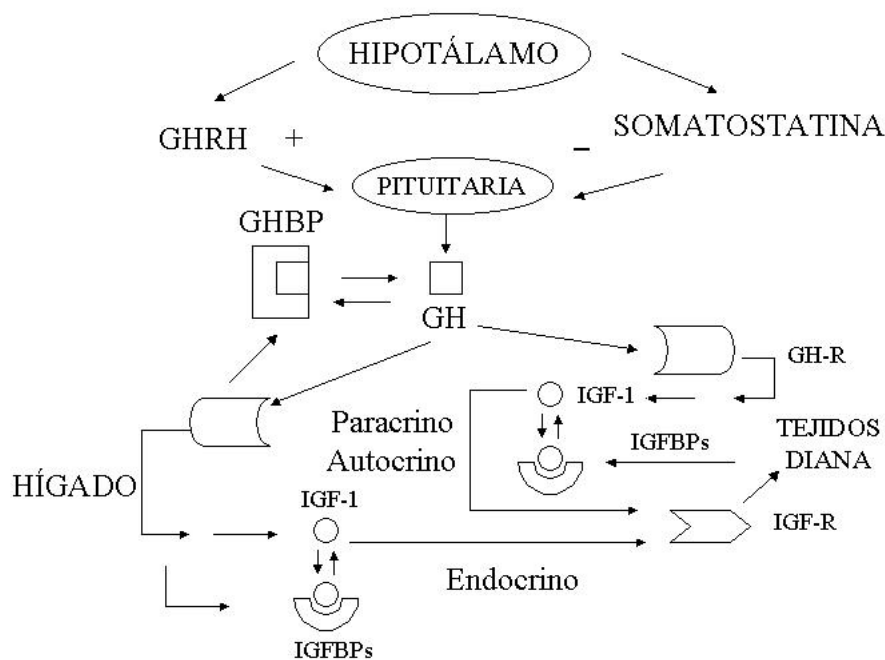 HIPOTÁLAMO
GHRH +
SOMATOSTATINA
–
PITUITARIA
GHBP
GH
GH-R
IGF-1
Paracrino
Autocrino
IGFBPs
TEJIDOS
DIANA
HÍGADO
IGF-1
IGF-R
Endocrino
IGFBPs